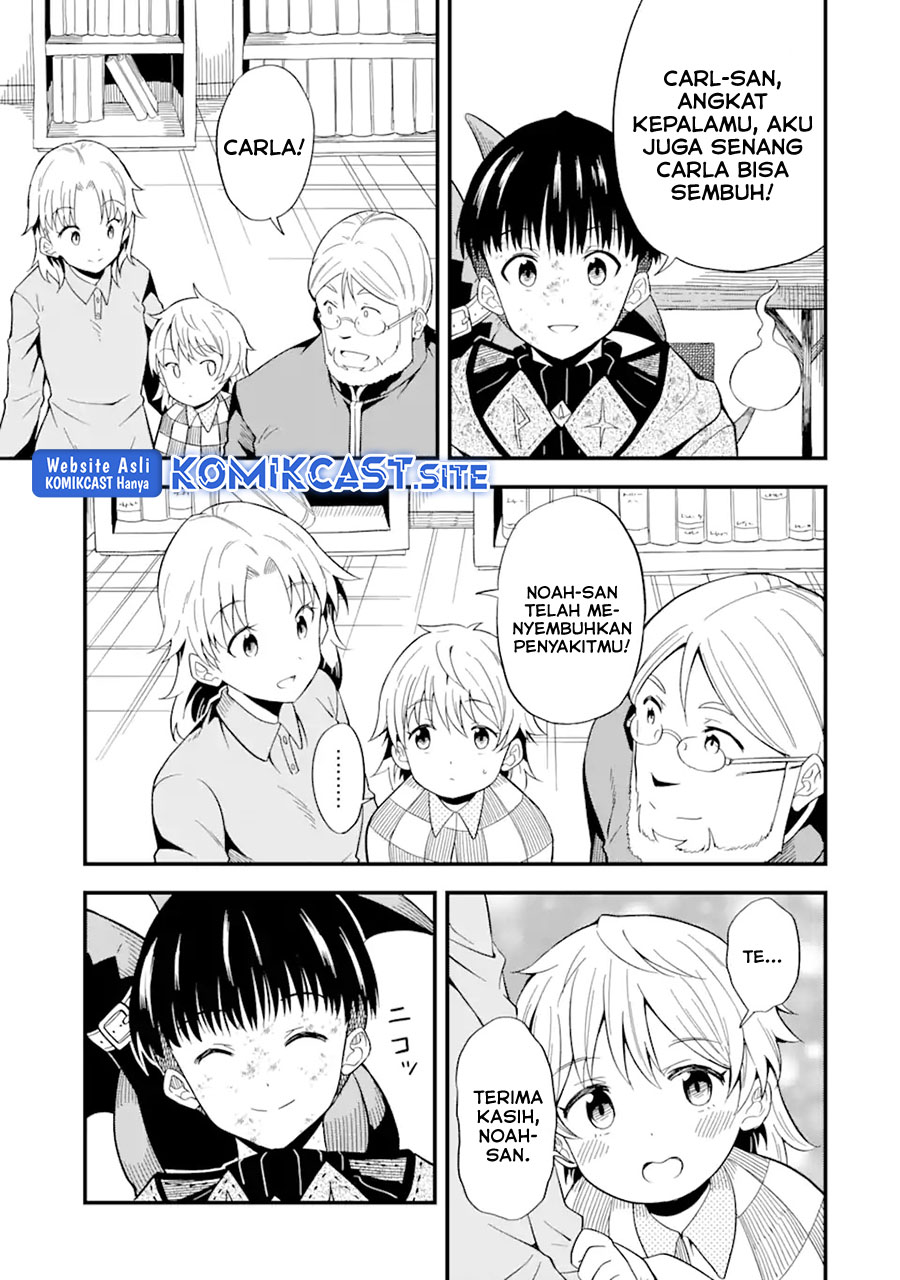 CARL-SAN,
ANGKAT
KEPALAMU, AKU
JUGA SENANG
CARLA BISA
SEMBUH!
CARLA!
Website Asli
KOMIKCAST Hanya
KOMIKCAST.SITE
NOAH-SAN
TELAH ME-
NYEMBUHKAN
PENYAKITMU!
.........
TE...
TERIMA
KASIH,
NOAH-
SAN.
ニコッ